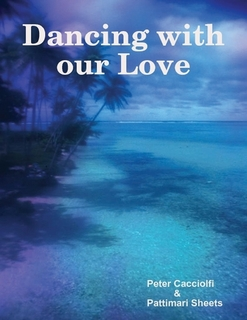 Dancing with
our Love
Peter Cacciolfi
&
Pattimari Sheets